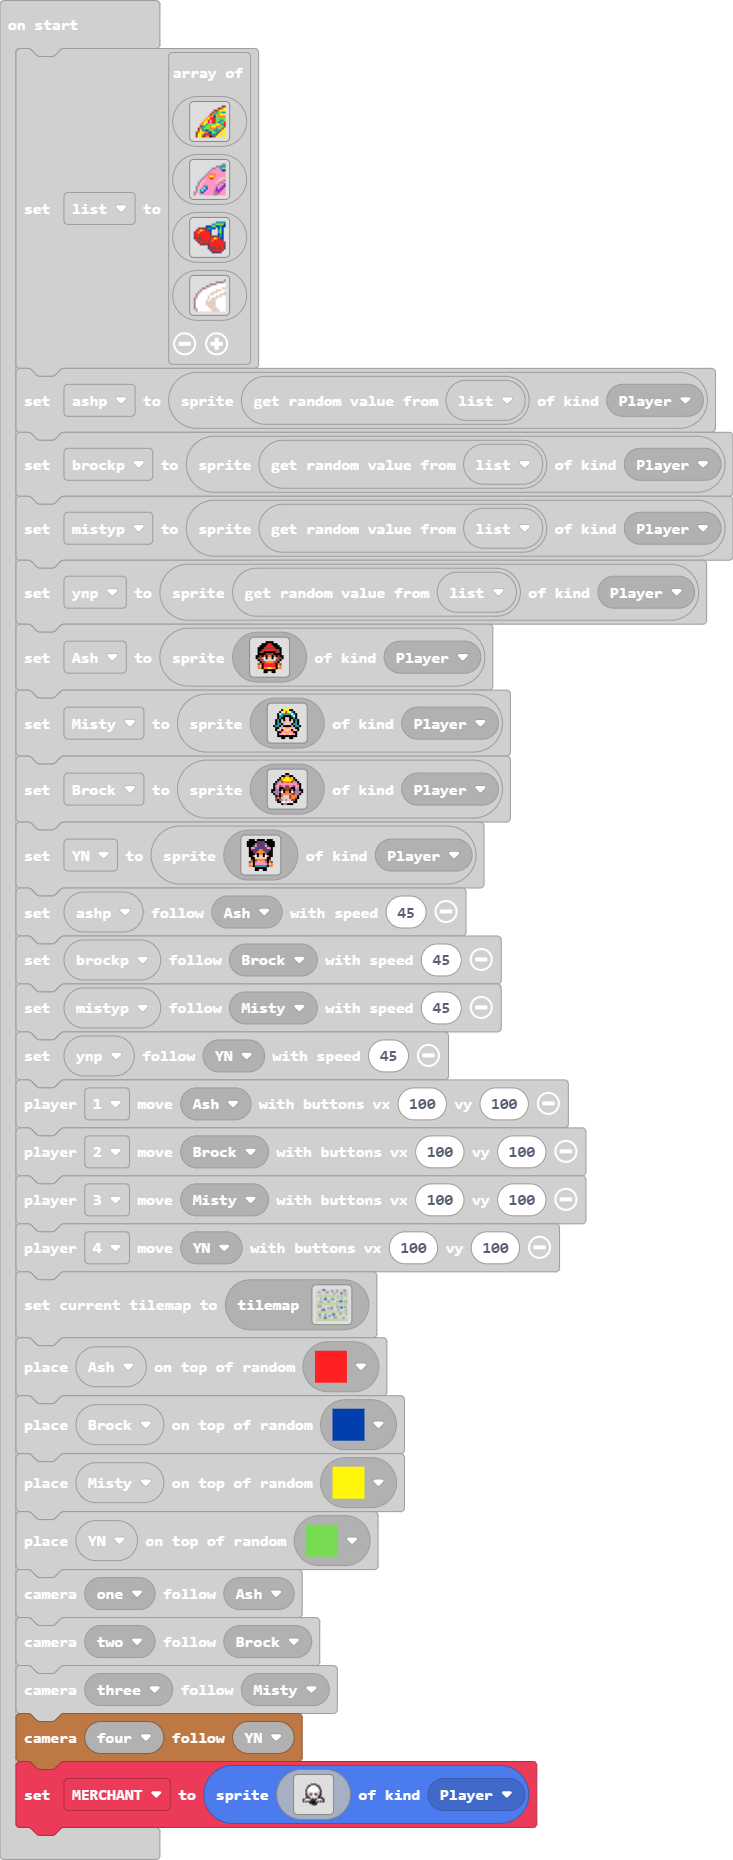 on start
array of
set list to
set ashp to sprite get random value from list of kind Player
set brockp to sprite get random value from list of kind Player
set mistyp to sprite get random value from list of kind Player
set ynp to sprite get random value from list of kind Player
set Ash to sprite of kind Player
set Misty to sprite of kind Player
set Brock to sprite of kind Player
set YN to sprite of kind Player
set ashp follow Ash with speed 45
set brockp follow Brock with speed 45
set mistyp follow Misty with speed 45
set ynp follow YN with speed 45
player 1 move Ash with buttons vx 100 vy 100
player 2 move Brock with buttons vx 100 vy 100
player 3 move Misty with buttons vx 100 vy 100
player 4 move YN with buttons vx 100 vy 100
set current tilemap to tilemap
place Ash on top of random
place Brock on top of random
place Misty on top of random
place YN on top of random
camera one follow Ash
camera two follow Brock
camera three follow Misty
camera four follow YN
set MERCHANT to sprite of kind Player